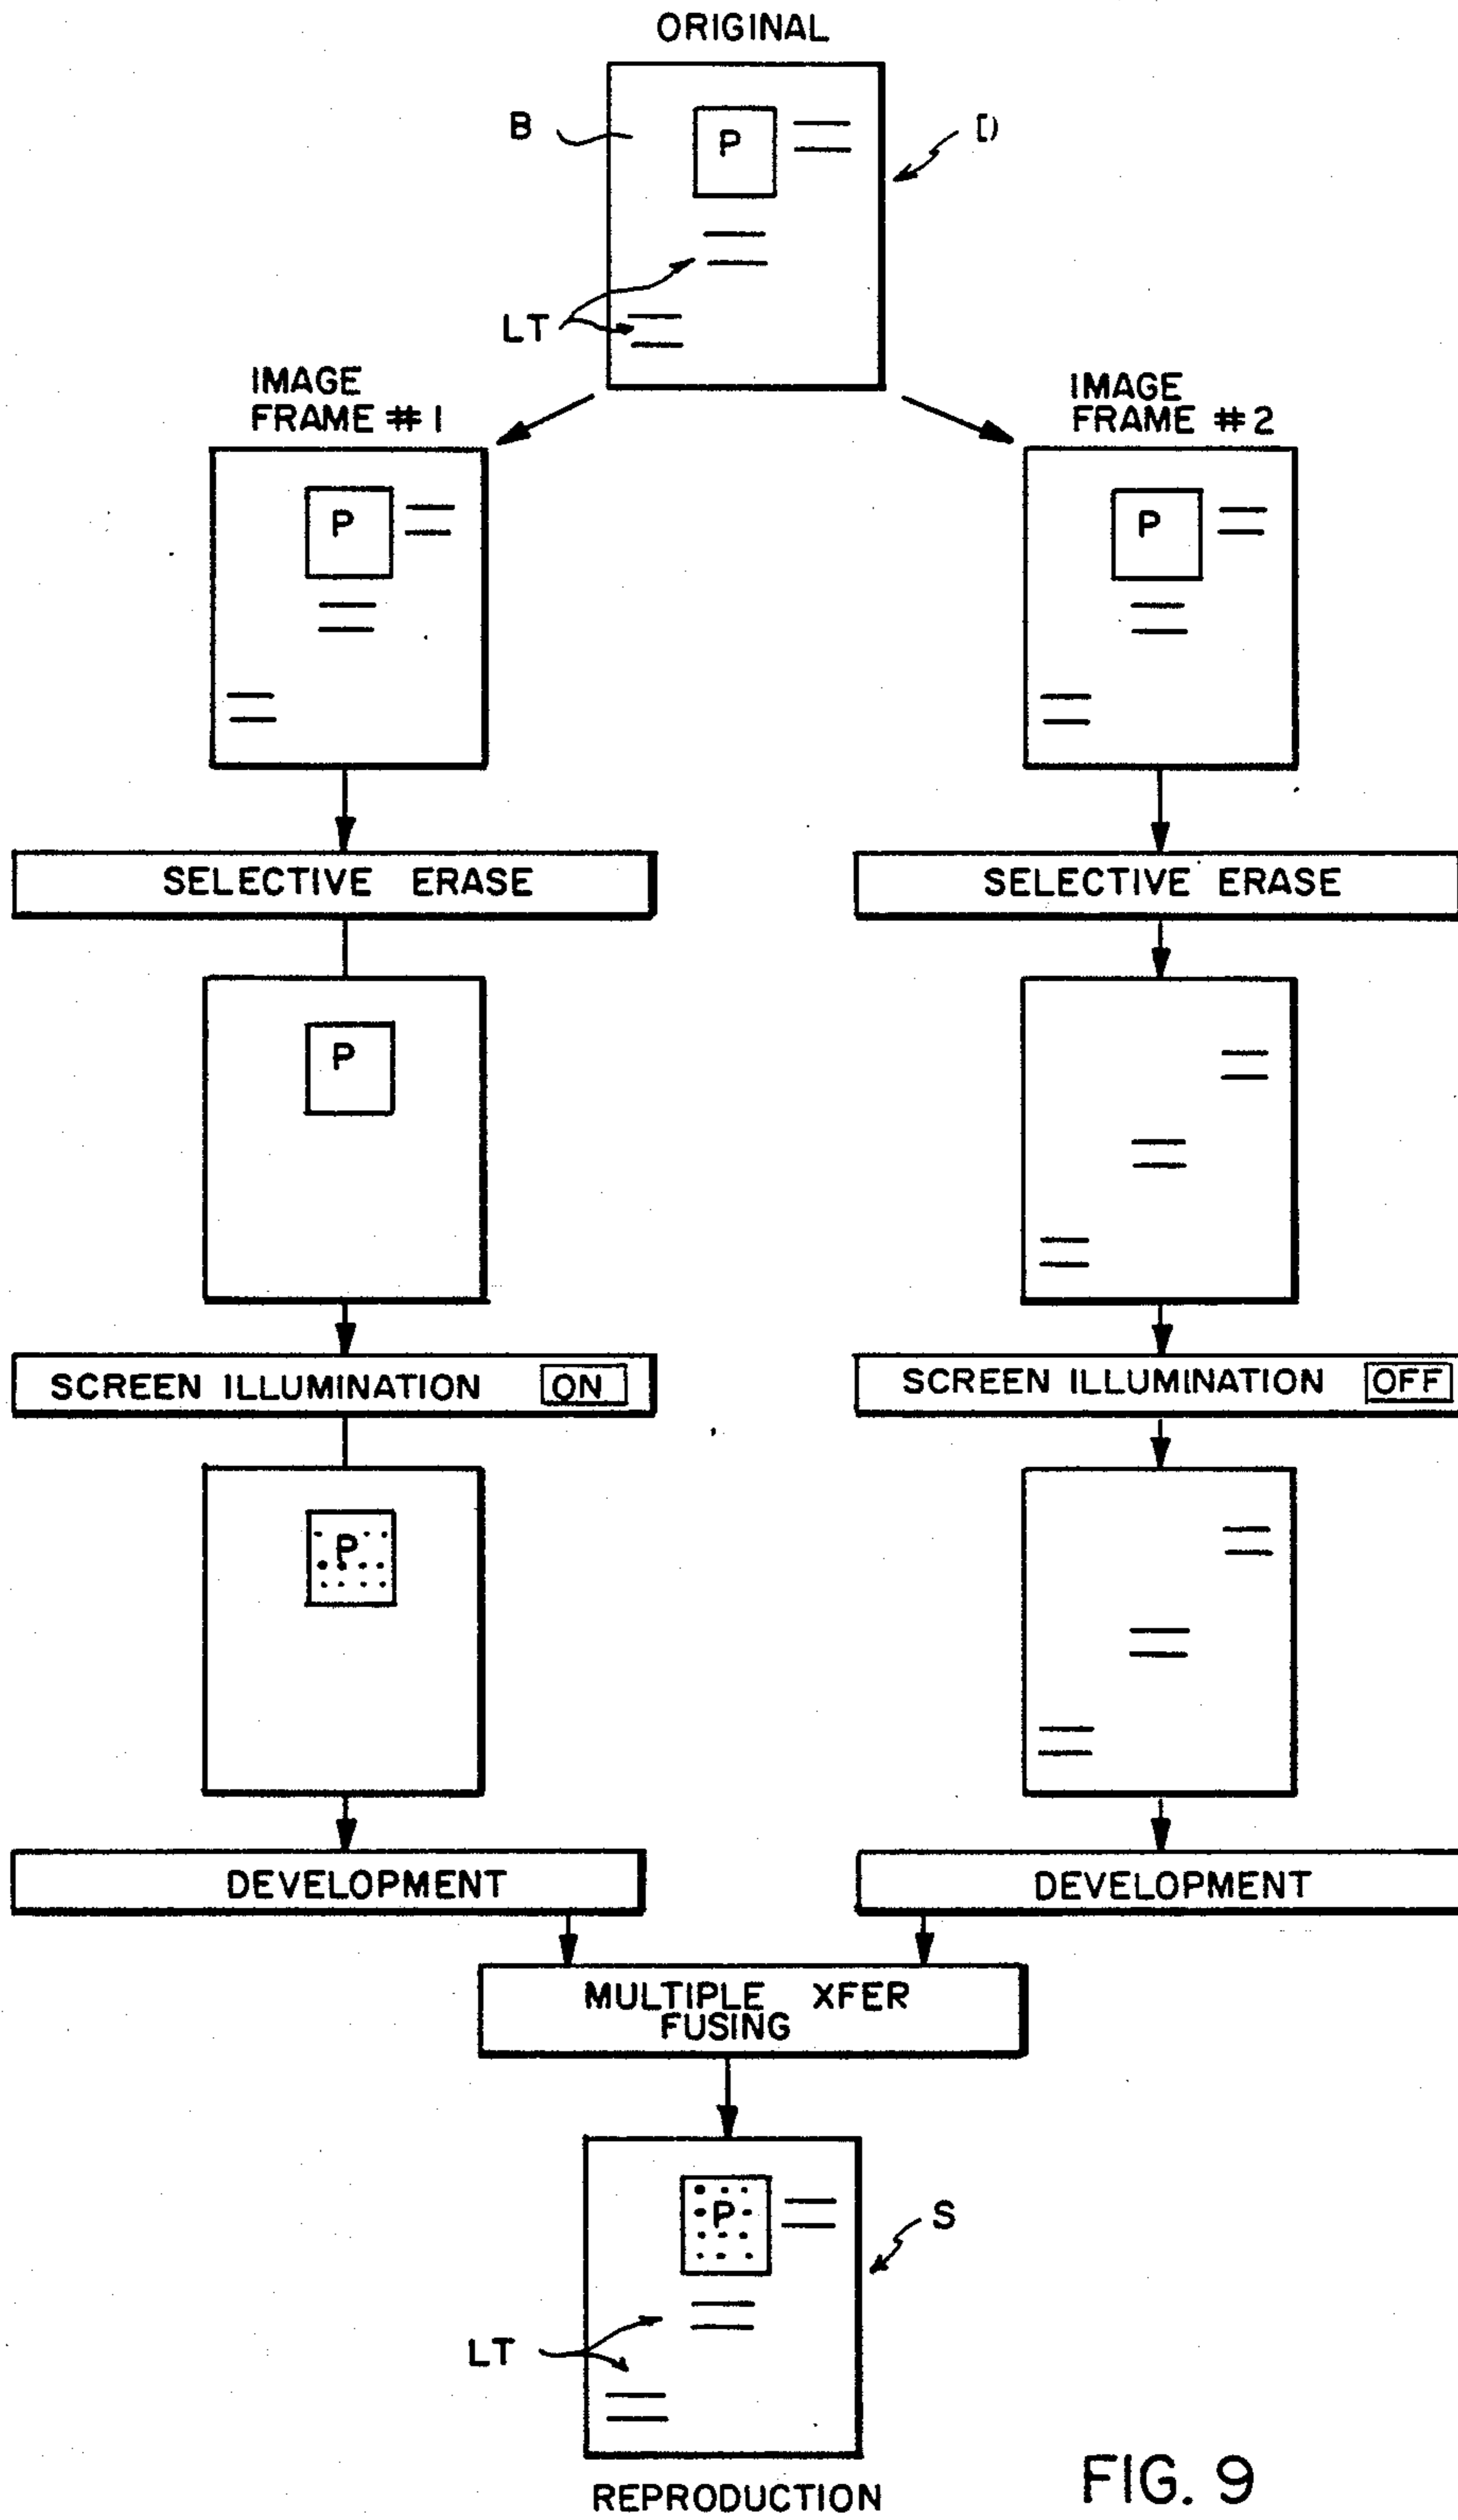 ORIGINAL
B
P
D
LT
IMAGE
FRAME # 1
IMAGE
FRAME # 2
P
P
SELECTIVE ERASE
SELECTIVE ERASE
P
SCREEN ILLUMINATION ON
SCREEN ILLUMINATION OFF
P
DEVELOPMENT
DEVELOPMENT
MULTIPLE XFER
FUSING
P
S
LT
REPRODUCTION
FIG. 9